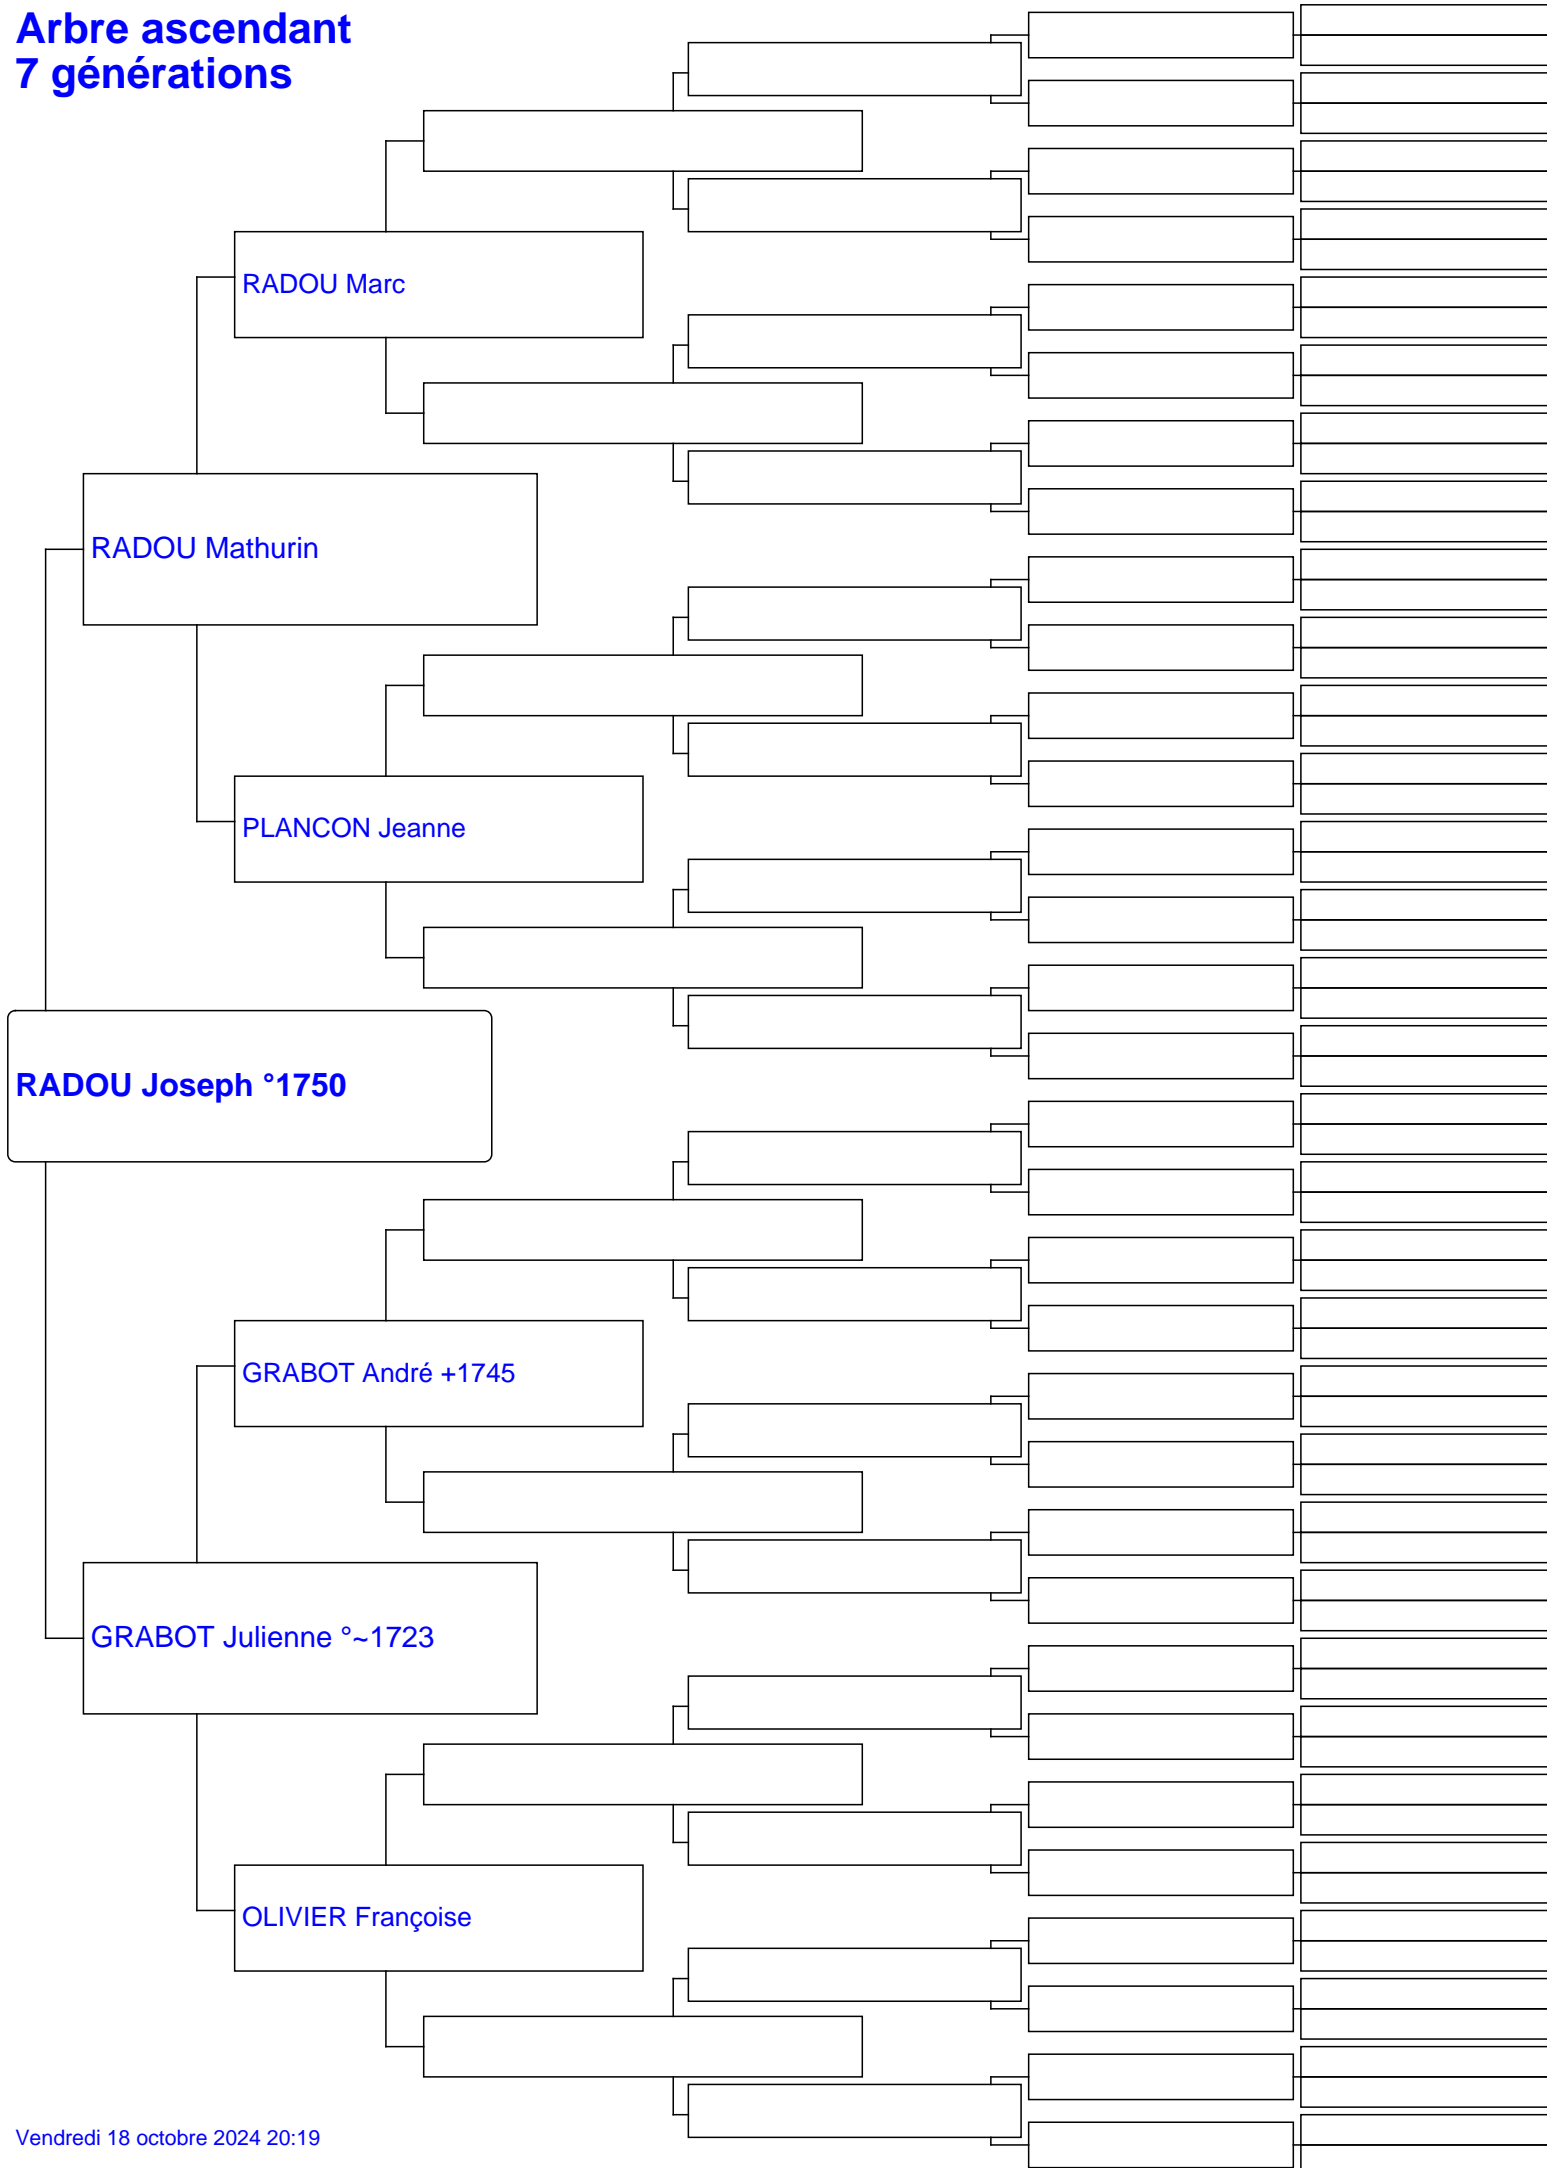 Arbre ascendant
7 générations
RADOU Marc
RADOU Mathurin
PLANCON Jeanne
RADOU Joseph °1750
GRABOT André +1745
GRABOT Julienne °~1723
OLIVIER Françoise
Vendredi 18 octobre 2024 20:19